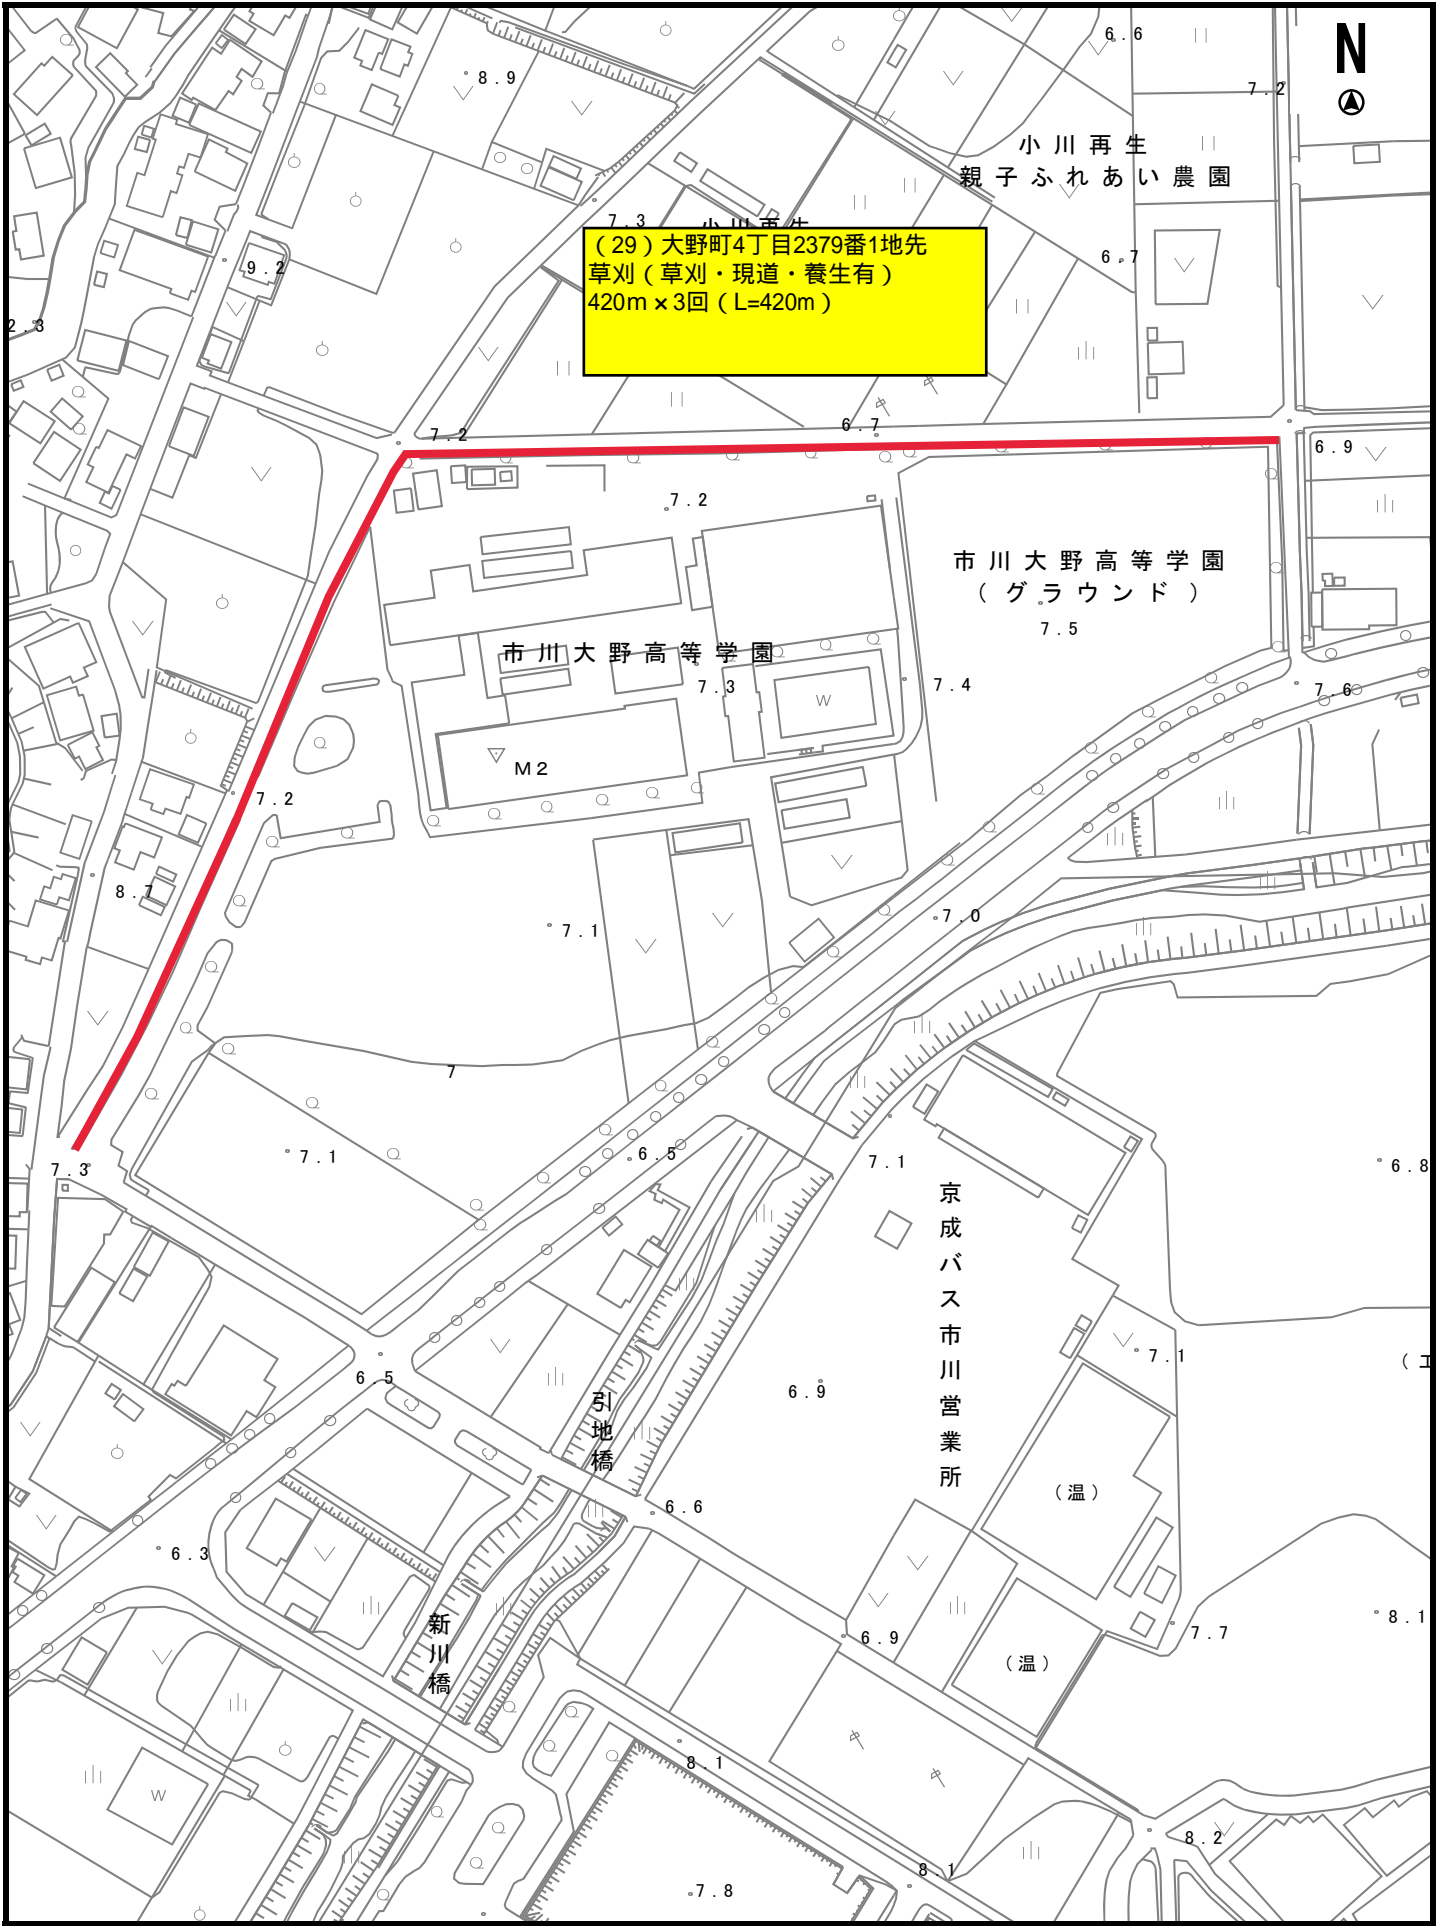 N
6.6
8.9
7.2
小川再生
親子ふれあい農園
7.3
小川再生
(29)大野町4丁目2379番1地先
草刈(草刈・現道・養生有)
420m×3回(L=420m)
6.7
9.2
2.3
7.2
6.7
6.9
7.2
市川大野高等学園
(グラウンド)
7.5
市川大野高等学園
7.3
7.4
7.6
W
M2
7.2
8.7
7.1
7.0
7
7.1
6.5
7.1
6.8
7.3
京成バス市川営業所
7.1
(工
6.5
6.9
引地橋
(温)
6.6
6.3
8.1
新川橋
6.9
7.7
(温)
8.1
W
8.2
8.1
7.8